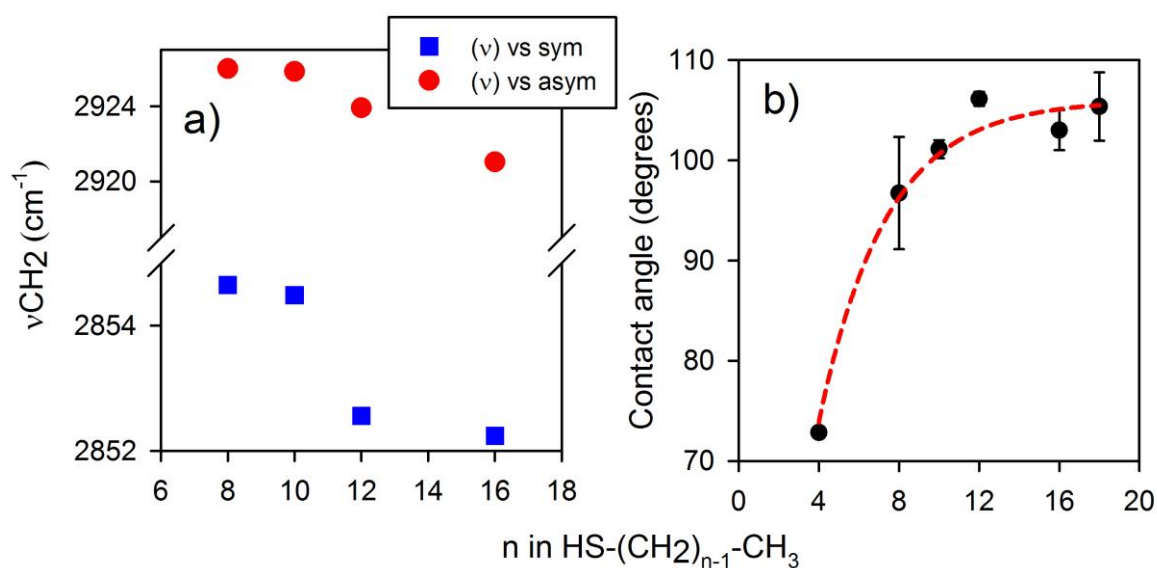 (ν) vs sym
(ν) vs asym
a)
νCH2 (cm⁻¹)
2924
2920
2854
2852
6 8 10 12 14 16 18
b)
Contact angle (degrees)
110
100
90
80
70
0 4 8 12 16 20
n in HS-(CH2)ₙ₋₁-CH₃